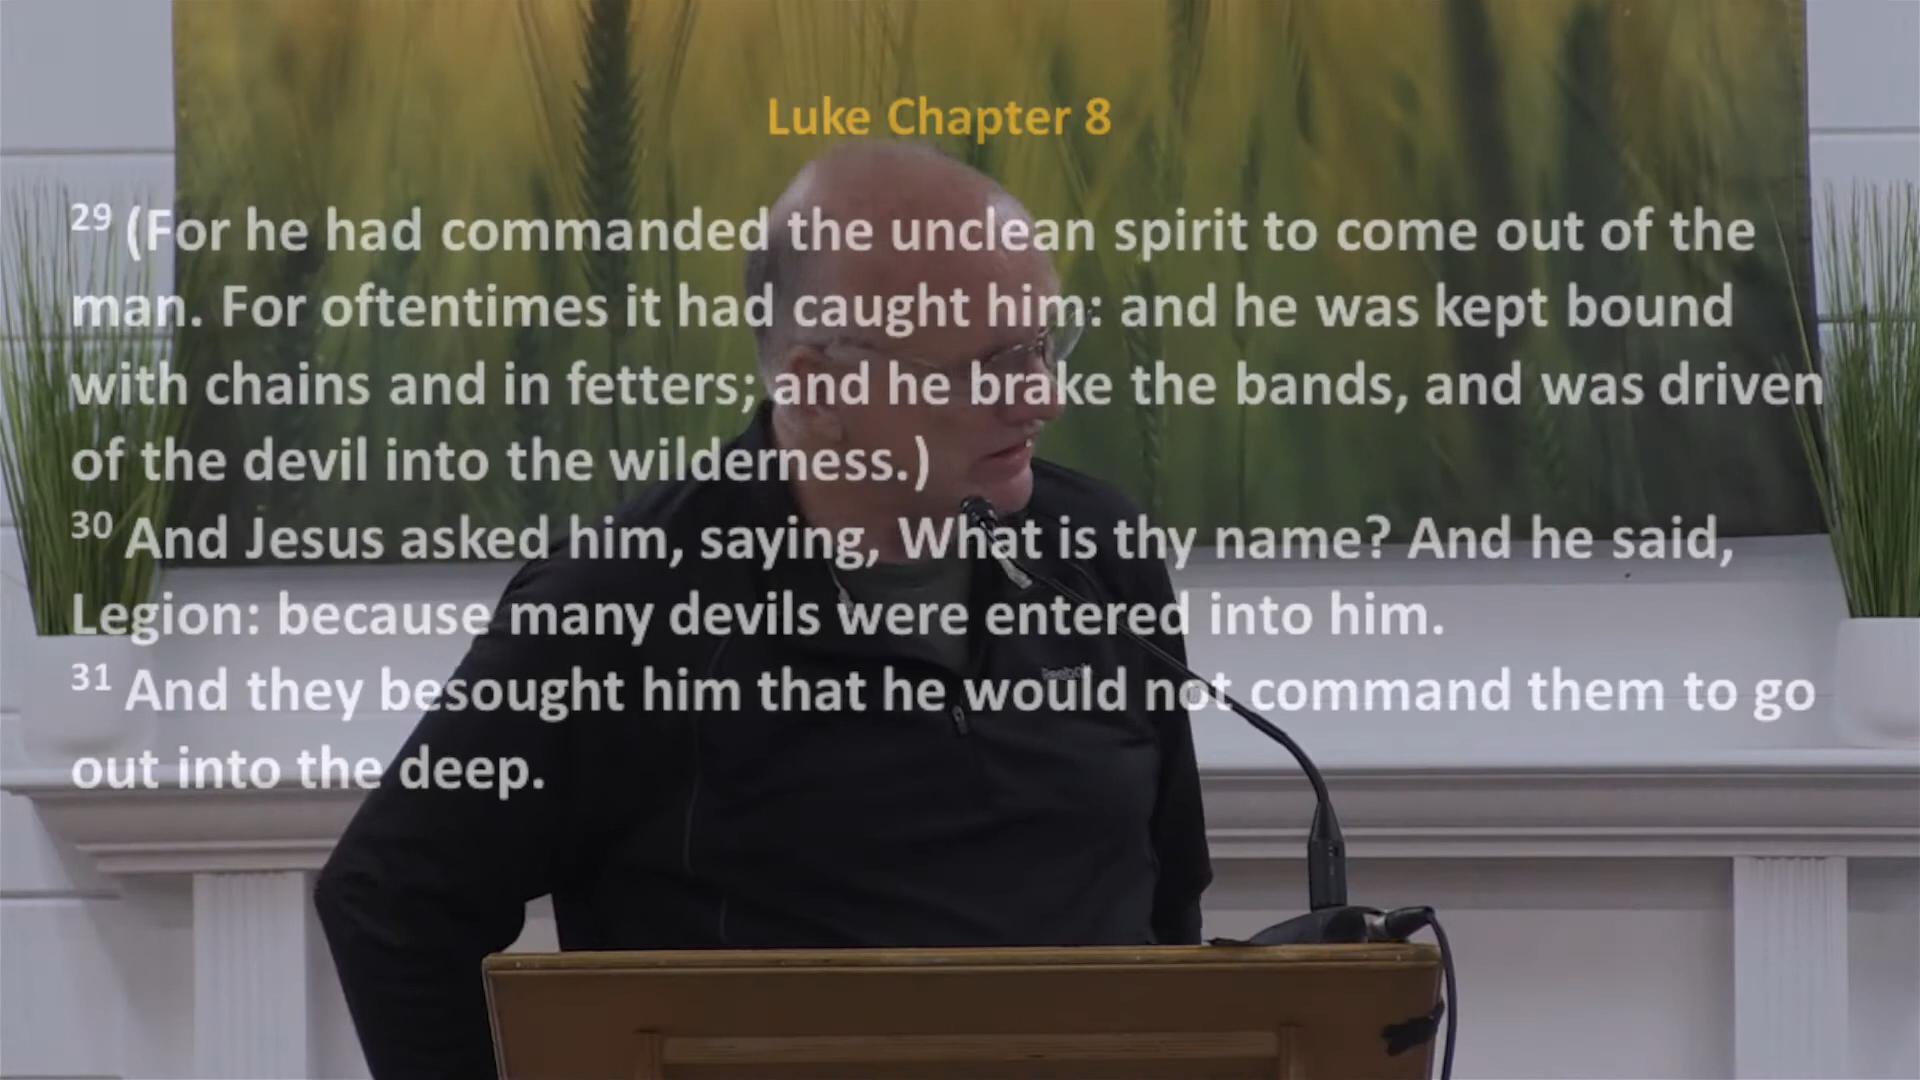 Luke Chapter 8
29 (For he had commanded the unclean spirit to come out of the
man. For oftentimes it had caught him: and he was kept bound
with chains and in fetters; and he brake the bands, and was driven
of the devil into the wilderness.)
30 And Jesus asked him, saying, What is thy name? And he said,
Legion: because many devils were entered into him.
31 And they besought him that he would not command them to go
out into the deep.
Reebok